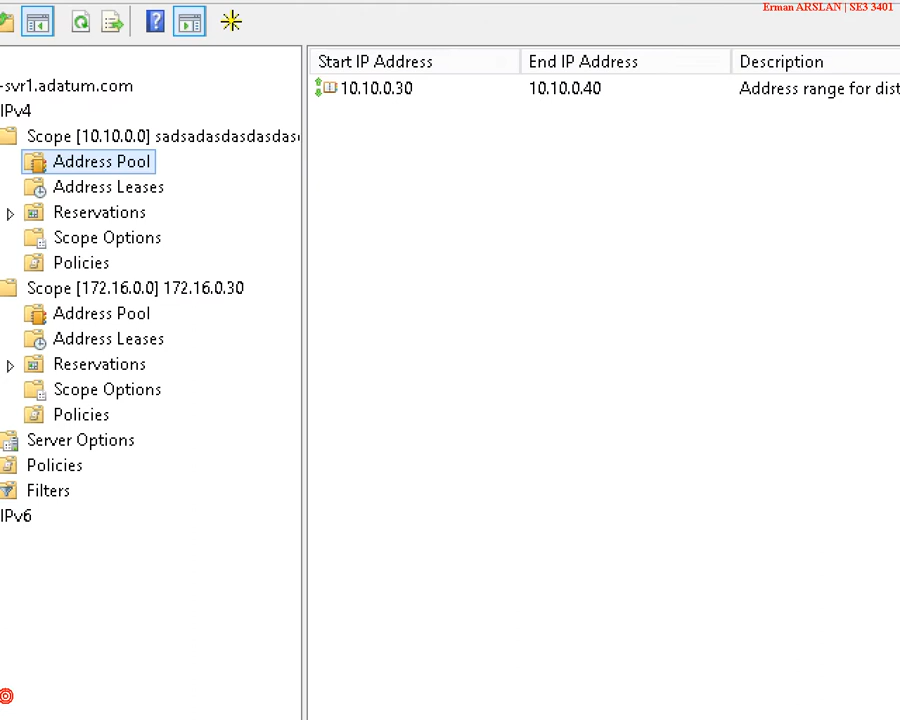 Erman ARSLAN | SE3 3401
Start IP Address End IP Address Description
10.10.0.30 10.10.0.40 Address range for dist
-svr1.adatum.com
IPv4
Scope [10.10.0.0] sadsadasdasdasdas
Address Pool
Address Leases
Reservations
Scope Options
Policies
Scope [172.16.0.0] 172.16.0.30
Address Pool
Address Leases
Reservations
Scope Options
Policies
Server Options
Policies
Filters
IPv6